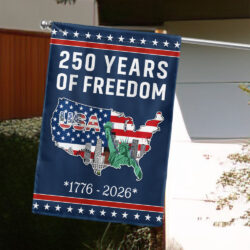 250 YEARS
OF FREEDOM
USA
*1776 - 2026*